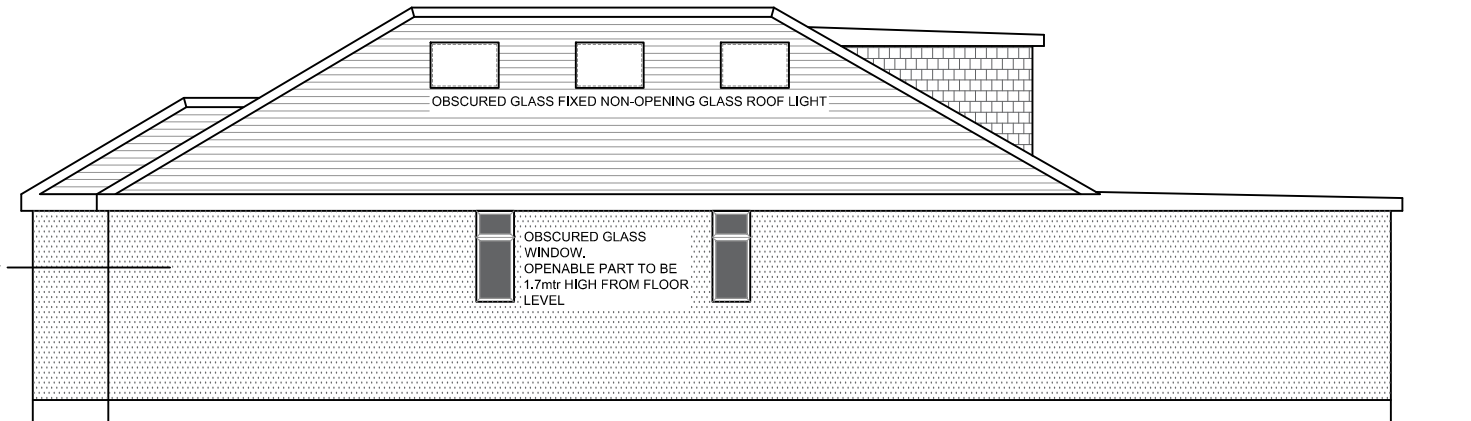 OBSCURED GLASS FIXED NON-OPENING GLASS ROOF LIGHT
OBSCURED GLASS
WINDOW.
OPENABLE PART TO BE
1.7mtr HIGH FROM FLOOR
LEVEL